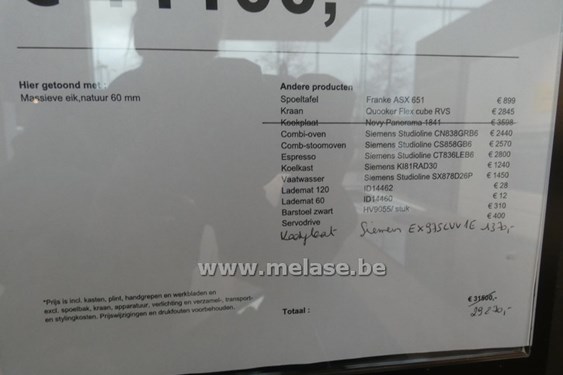 Hier getoond met :
Massieve eik,natuur 60 mm
Andere producten
Spoeltafel Franke ASX 651 € 899
Kraan Quooker Flex cube RVS € 2845
Kookplaat Novy Panorama 1841 € 3598
Combi-oven Siemens Studioline CN838GRB6 € 2440
Comb-stoomoven Siemens Studioline CS858GB6 € 2570
Espresso Siemens Studioline CT836LEB6 € 2800
Koelkast Siemens KI81RAD30 € 1240
Vaatwasser Siemens Studioline SX878D26P € 1450
Lademat 120 ID14462 € 28
Lademat 60 ID14460 € 12
Barstoel zwart HV9055/ stuk € 310
Servodrive € 400
Kookplaat Siemens 1370,-
www.melase.be
*Prijs is incl. kasten, plint, handgrepen en werkbladen en
excl. spoelbak, kraan, apparatuur, verlichting en verzamel-, transport-
en stylingkosten. Prijswijzigingen en drukfouten voorbehouden.
Totaal :
29270,-